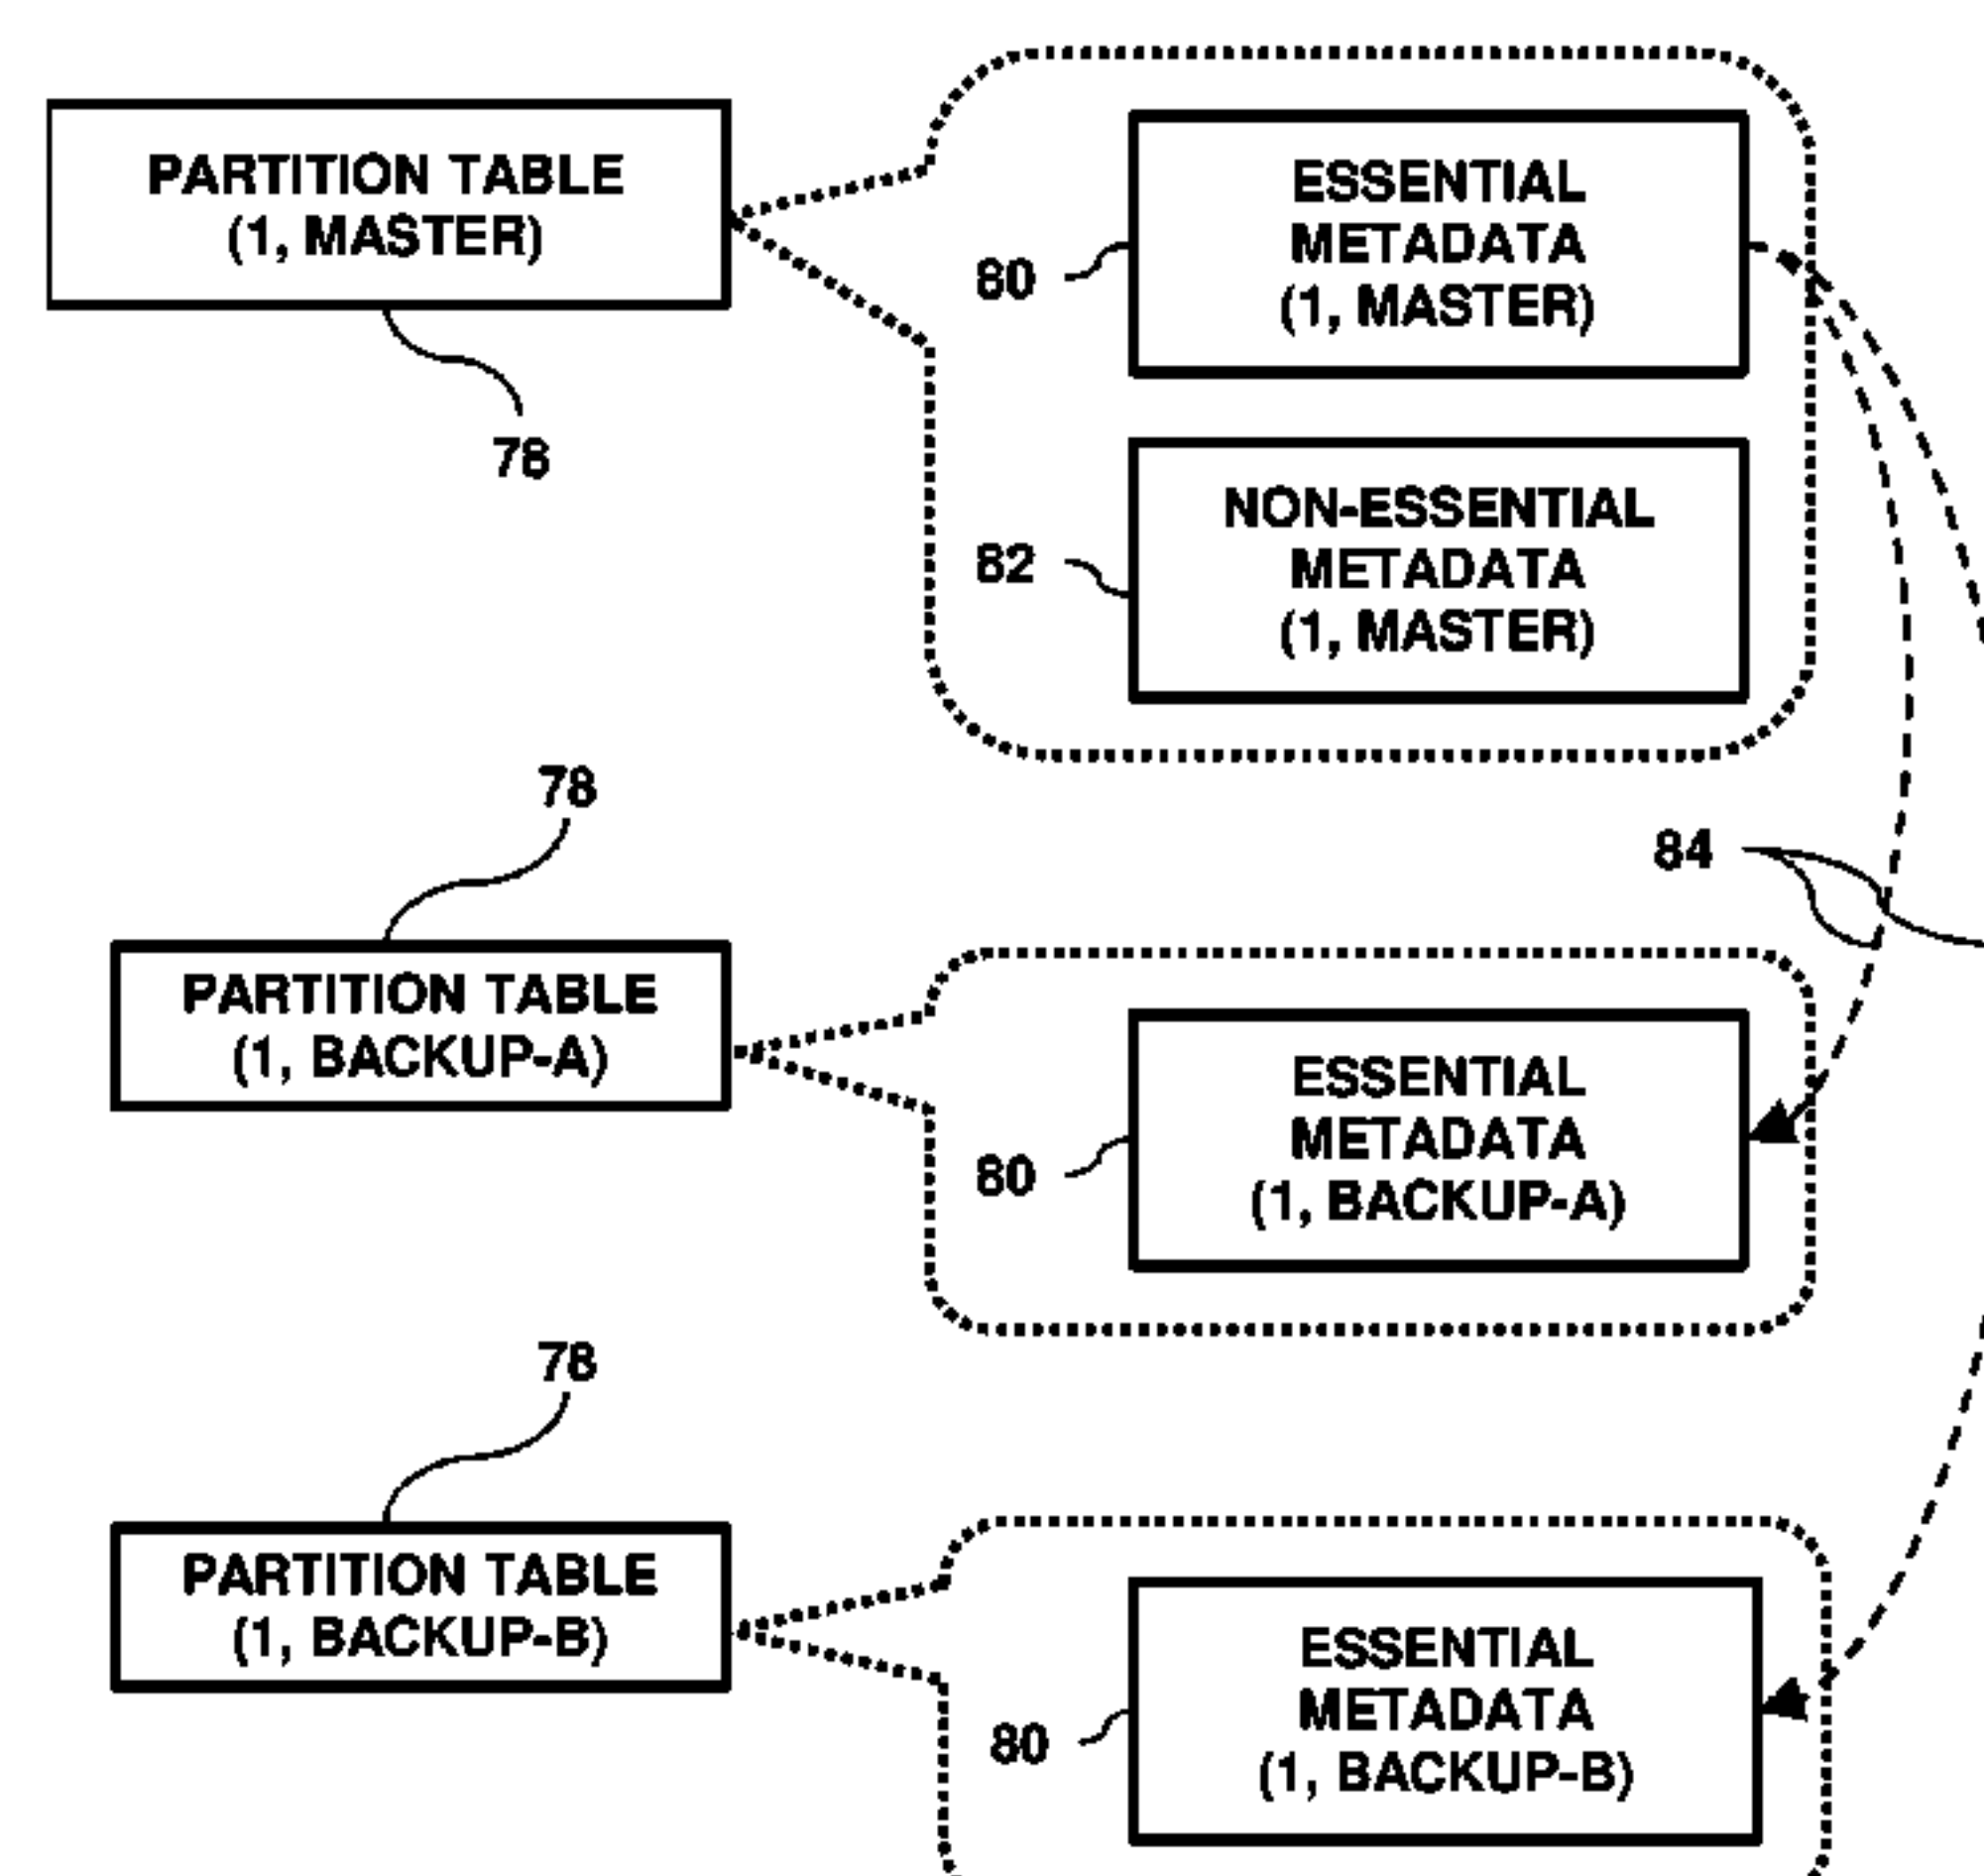 PARTITION TABLE
(1, MASTER)
78
ESSENTIAL
METADATA
(1, MASTER)
80
NON-ESSENTIAL
METADATA
(1, MASTER)
82
84
78
PARTITION TABLE
(1, BACKUP-A)
ESSENTIAL
METADATA
(1, BACKUP-A)
80
78
PARTITION TABLE
(1, BACKUP-B)
ESSENTIAL
METADATA
(1, BACKUP-B)
80